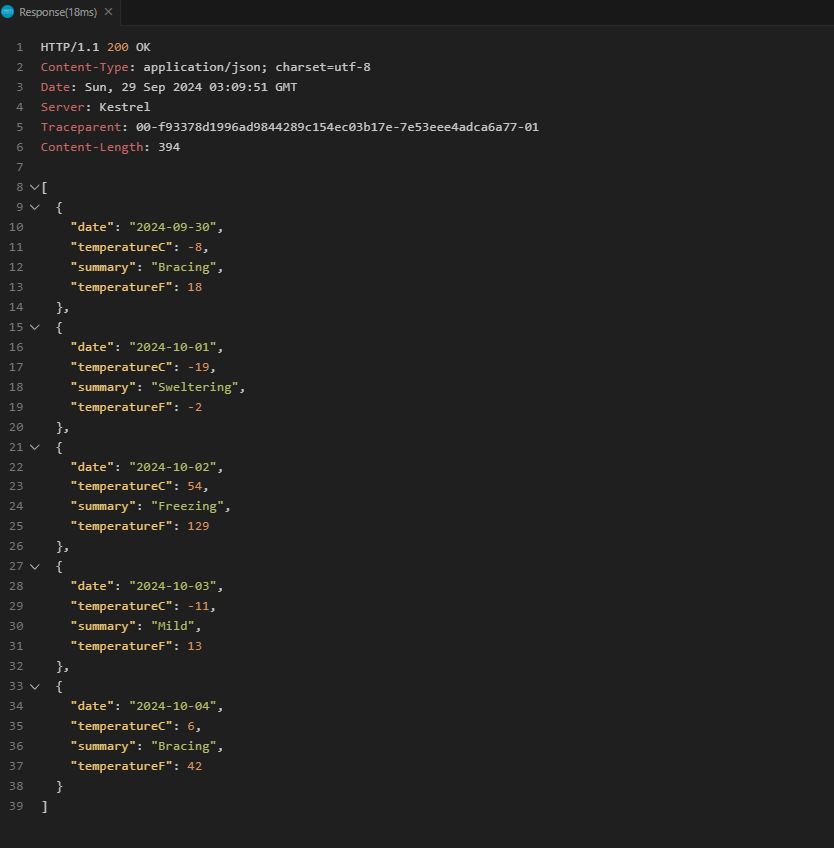 Response(18ms) ×
1 HTTP/1.1 200 OK
2 Content-Type: application/json; charset=utf-8
3 Date: Sun, 29 Sep 2024 03:09:51 GMT
4 Server: Kestrel
5 Traceparent: 00-f93378d1996ad9844289c154ec03b17e-7e53eee4adca6a77-01
6 Content-Length: 394
7
8 [
9   {
10     "date": "2024-09-30",
11     "temperatureC": -8,
12     "summary": "Bracing",
13     "temperatureF": 18
14   },
15   {
16     "date": "2024-10-01",
17     "temperatureC": -19,
18     "summary": "Sweltering",
19     "temperatureF": -2
20   },
21   {
22     "date": "2024-10-02",
23     "temperatureC": 54,
24     "summary": "Freezing",
25     "temperatureF": 129
26   },
27   {
28     "date": "2024-10-03",
29     "temperatureC": -11,
30     "summary": "Mild",
31     "temperatureF": 13
32   },
33   {
34     "date": "2024-10-04",
35     "temperatureC": 6,
36     "summary": "Bracing",
37     "temperatureF": 42
38   }
39 ]